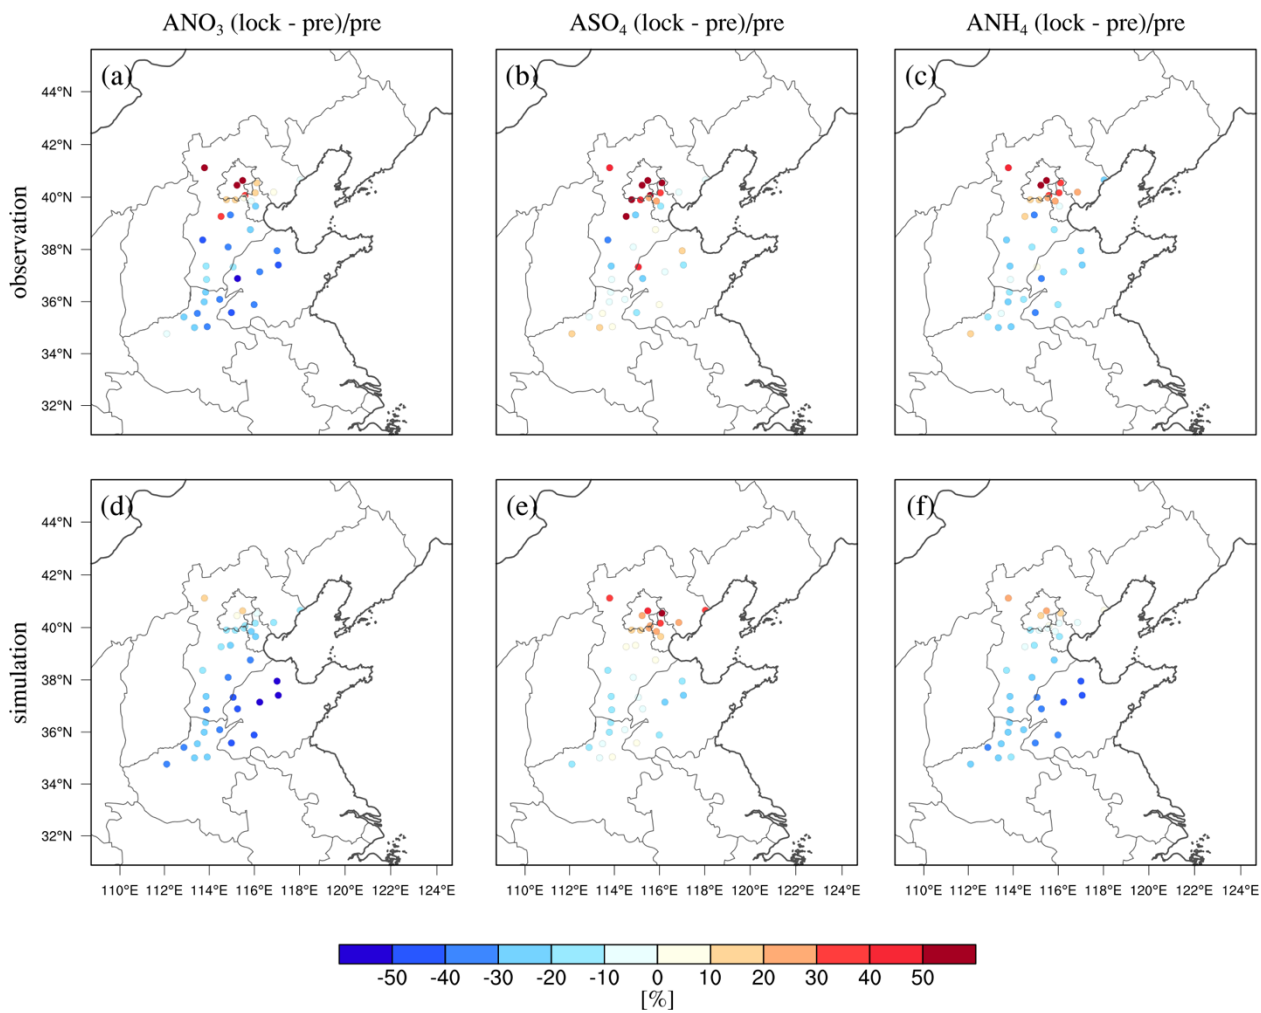 ANO₃ (lock - pre)/pre ASO₄ (lock - pre)/pre ANH₄ (lock - pre)/pre
(a) (b) (c)
44°N
42°N
40°N
38°N
36°N
34°N
32°N
observation
(d) (e) (f)
44°N
42°N
40°N
38°N
36°N
34°N
32°N
simulation
110°E 112°E 114°E 116°E 118°E 120°E 122°E 124°E 110°E 112°E 114°E 116°E 118°E 120°E 122°E 124°E 110°E 112°E 114°E 116°E 118°E 120°E 122°E 124°E
-50 -40 -30 -20 -10 0 10 20 30 40 50
[%]